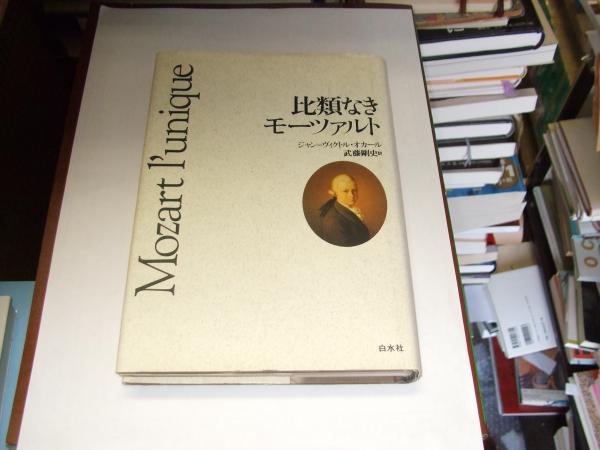 Mozart l'unique
比類なき
モーツァルト
ジャン=ヴィクトル・オカール
武藤剛史訳
白水社